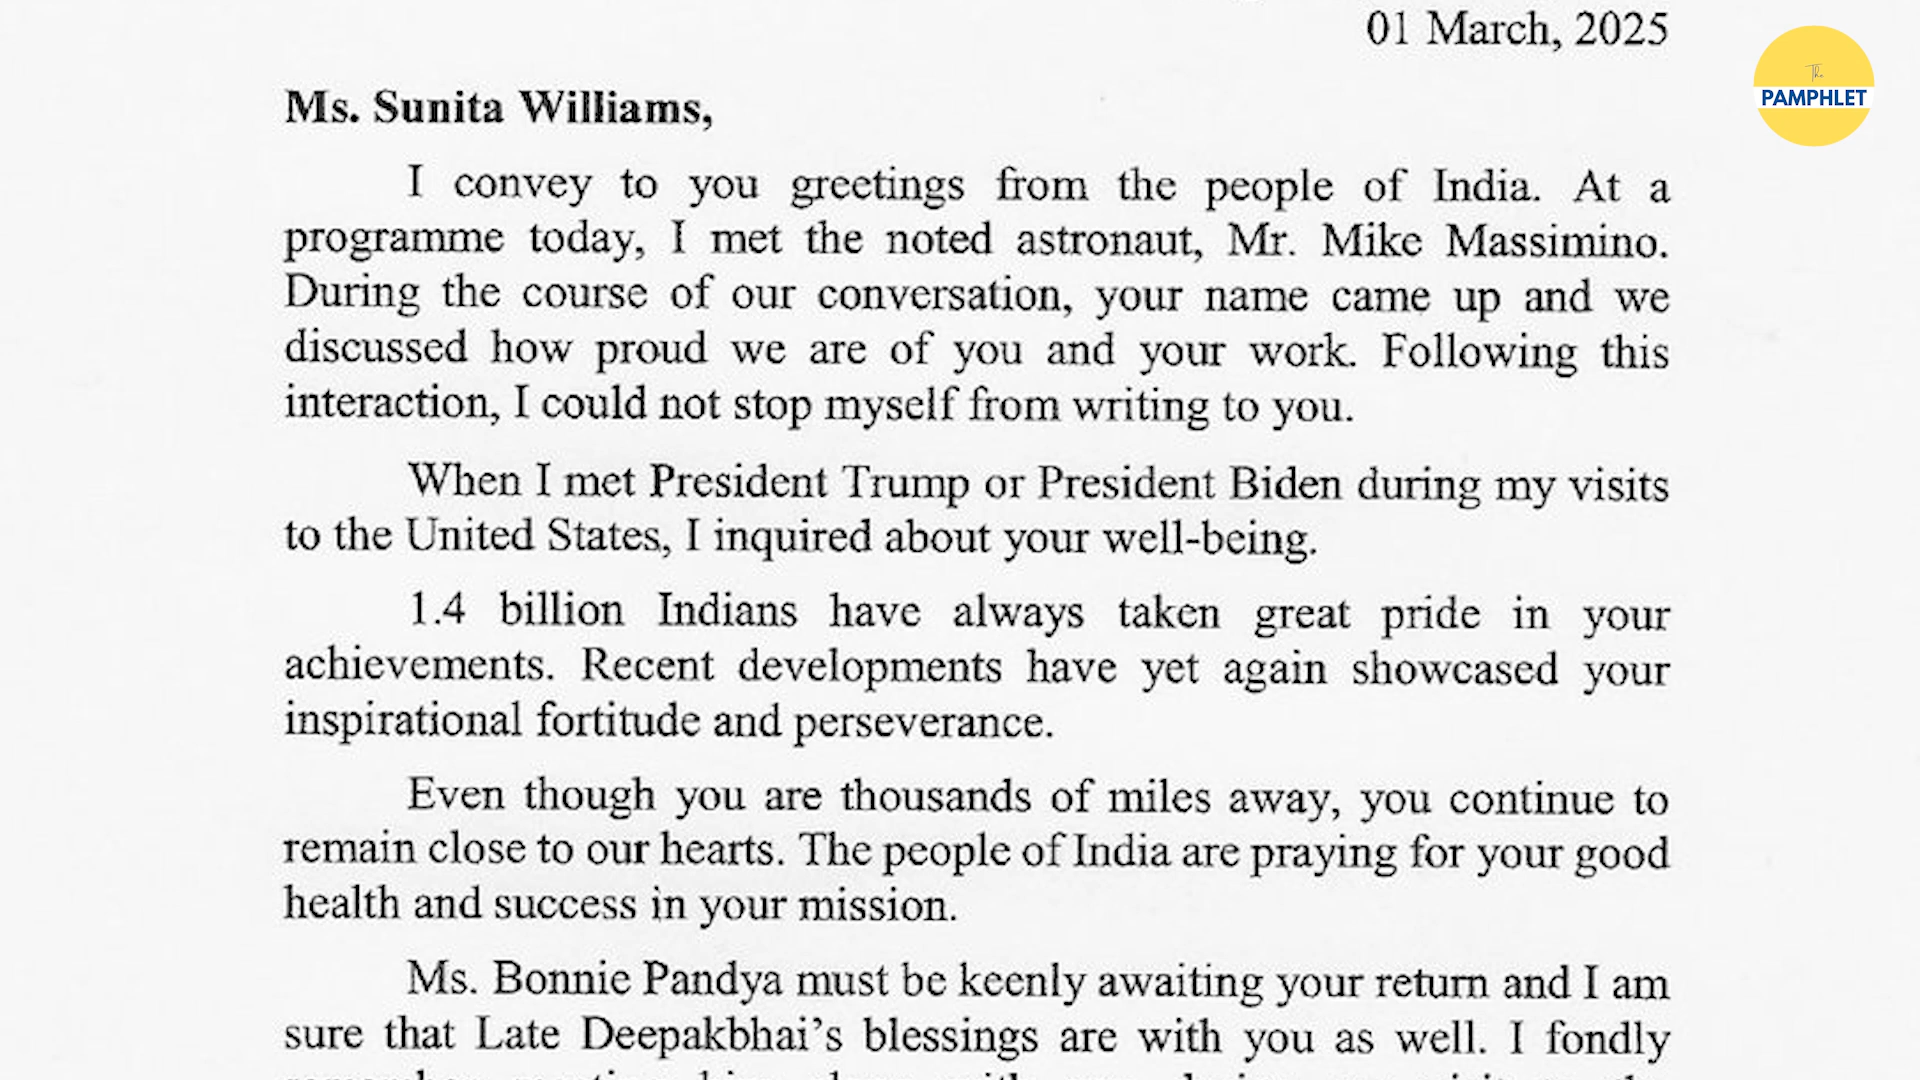 01 March, 2025
The
PAMPHLET
Ms. Sunita Williams,
I convey to you greetings from the people of India. At a
programme today, I met the noted astronaut, Mr. Mike Massimino.
During the course of our conversation, your name came up and we
discussed how proud we are of you and your work. Following this
interaction, I could not stop myself from writing to you.
When I met President Trump or President Biden during my visits
to the United States, I inquired about your well-being.
1.4 billion Indians have always taken great pride in your
achievements. Recent developments have yet again showcased your
inspirational fortitude and perseverance.
Even though you are thousands of miles away, you continue to
remain close to our hearts. The people of India are praying for your good
health and success in your mission.
Ms. Bonnie Pandya must be keenly awaiting your return and I am
sure that Late Deepakbhai's blessings are with you as well. I fondly